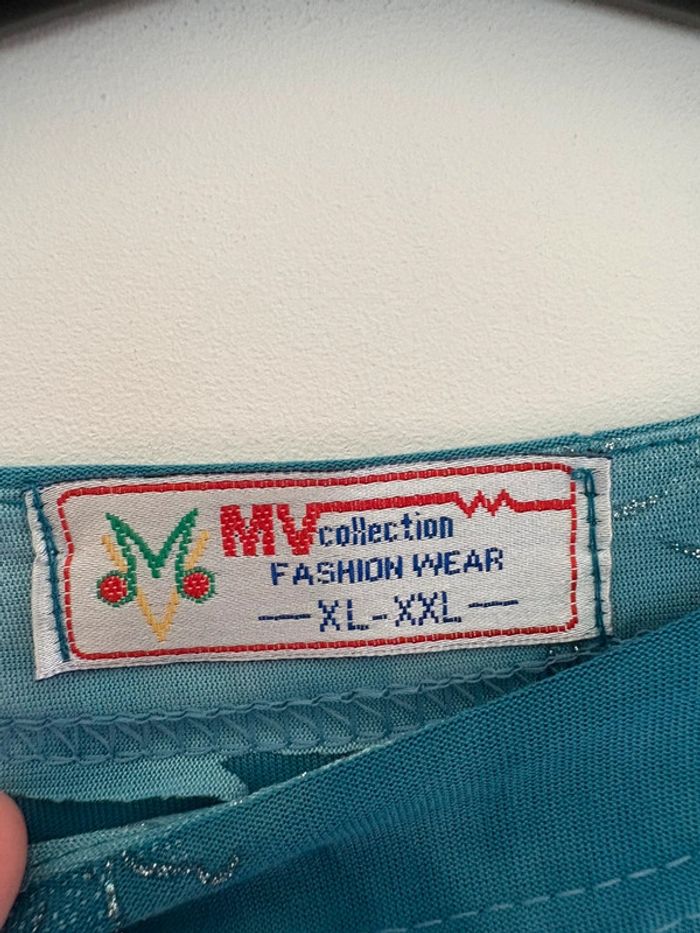 MV collection
FASHION WEAR
— XL-XXL —